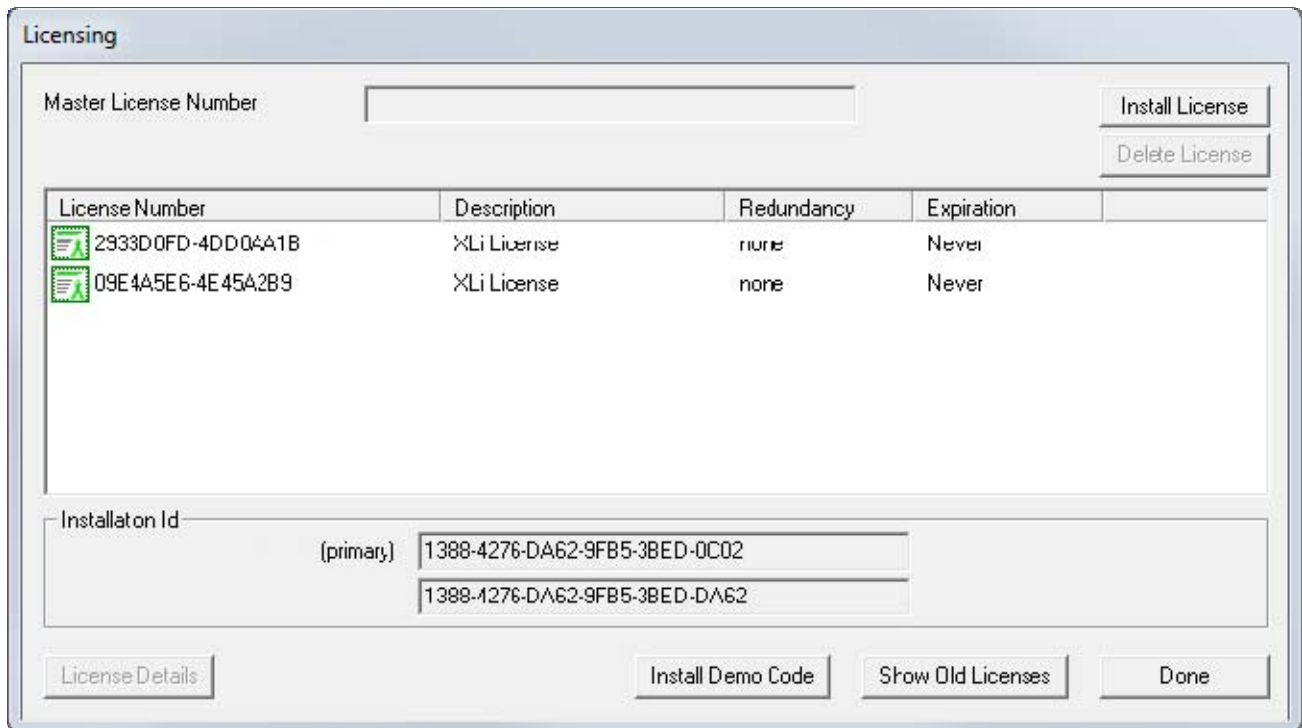 Licensing
Master License Number Install License
Delete License
License Number Description Redundancy Expiration
2933D0FD-4DD04A1B XLi License none Never
09E4A5E6-4E45A2B9 XLi License none Never
Installaton Id
(primary) 1388-4276-DA62-9FB5-3BED-0C02
1388-4276-DA62-9FB5-3BED-DA62
License Details Install Demo Code Show Old Licenses Done